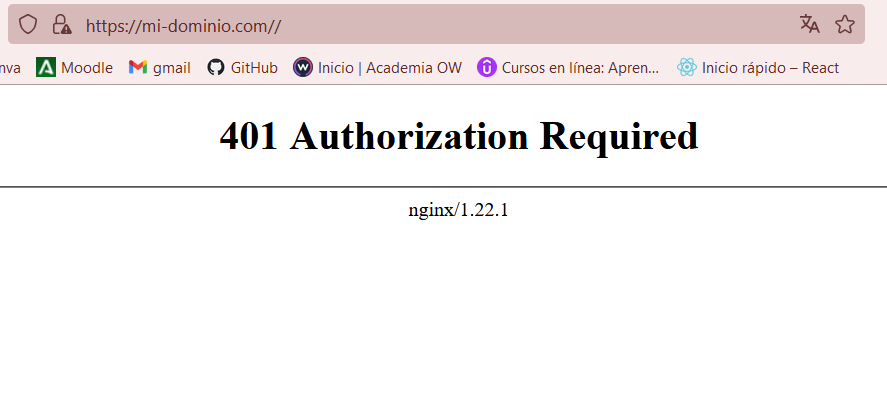 https://mi-dominio.com//
nva Moodle gmail GitHub Inicio | Academia OW Cursos en línea: Apren... Inicio rápido – React
401 Authorization Required
nginx/1.22.1